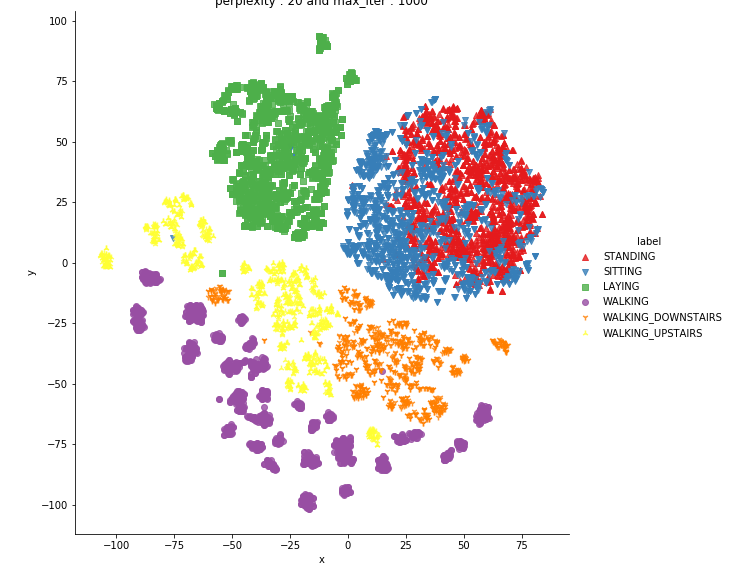 perplexity : 20 and max_iter : 1000
100
75
50
25
0
−25
−50
−75
−100
y
−100 −75 −50 −25 0 25 50 75
x
label
STANDING
SITTING
LAYING
WALKING
WALKING_DOWNSTAIRS
WALKING_UPSTAIRS